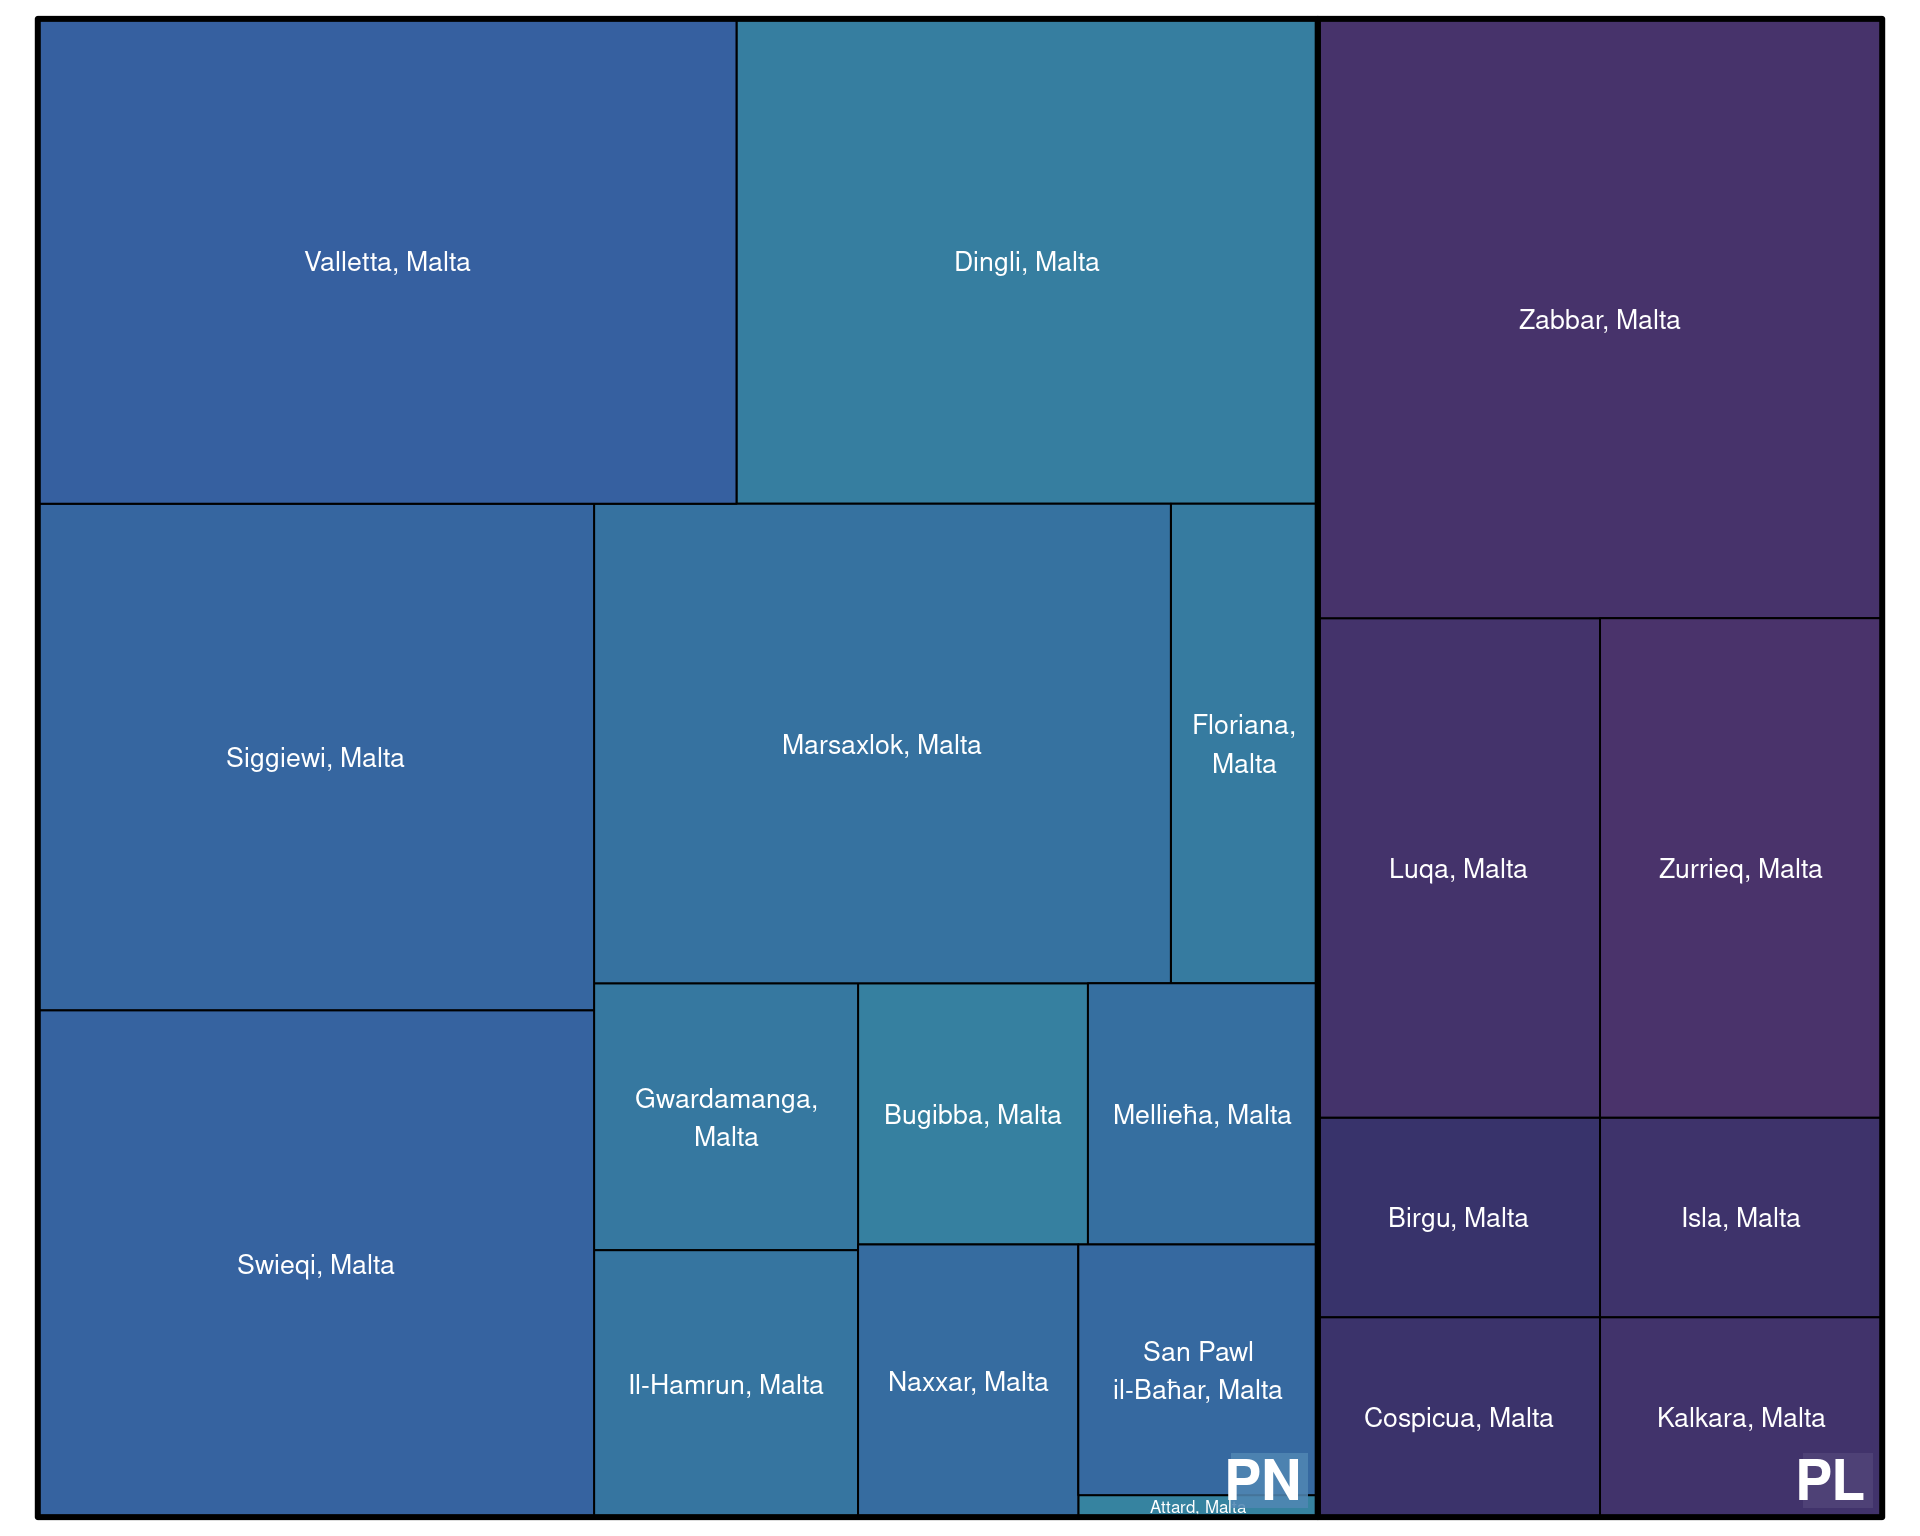 Valletta, Malta
Dingli, Malta
Zabbar, Malta
Siggiewi, Malta
Marsaxlok, Malta
Floriana,
Malta
Luqa, Malta
Zurrieq, Malta
Gwardamanga,
Malta
Bugibba, Malta
Mellieħa, Malta
Birgu, Malta
Isla, Malta
Swieqi, Malta
Il-Hamrun, Malta
Naxxar, Malta
San Pawl
il-Baħar, Malta
Cospicua, Malta
Kalkara, Malta
PN
PL
Attard, Malta